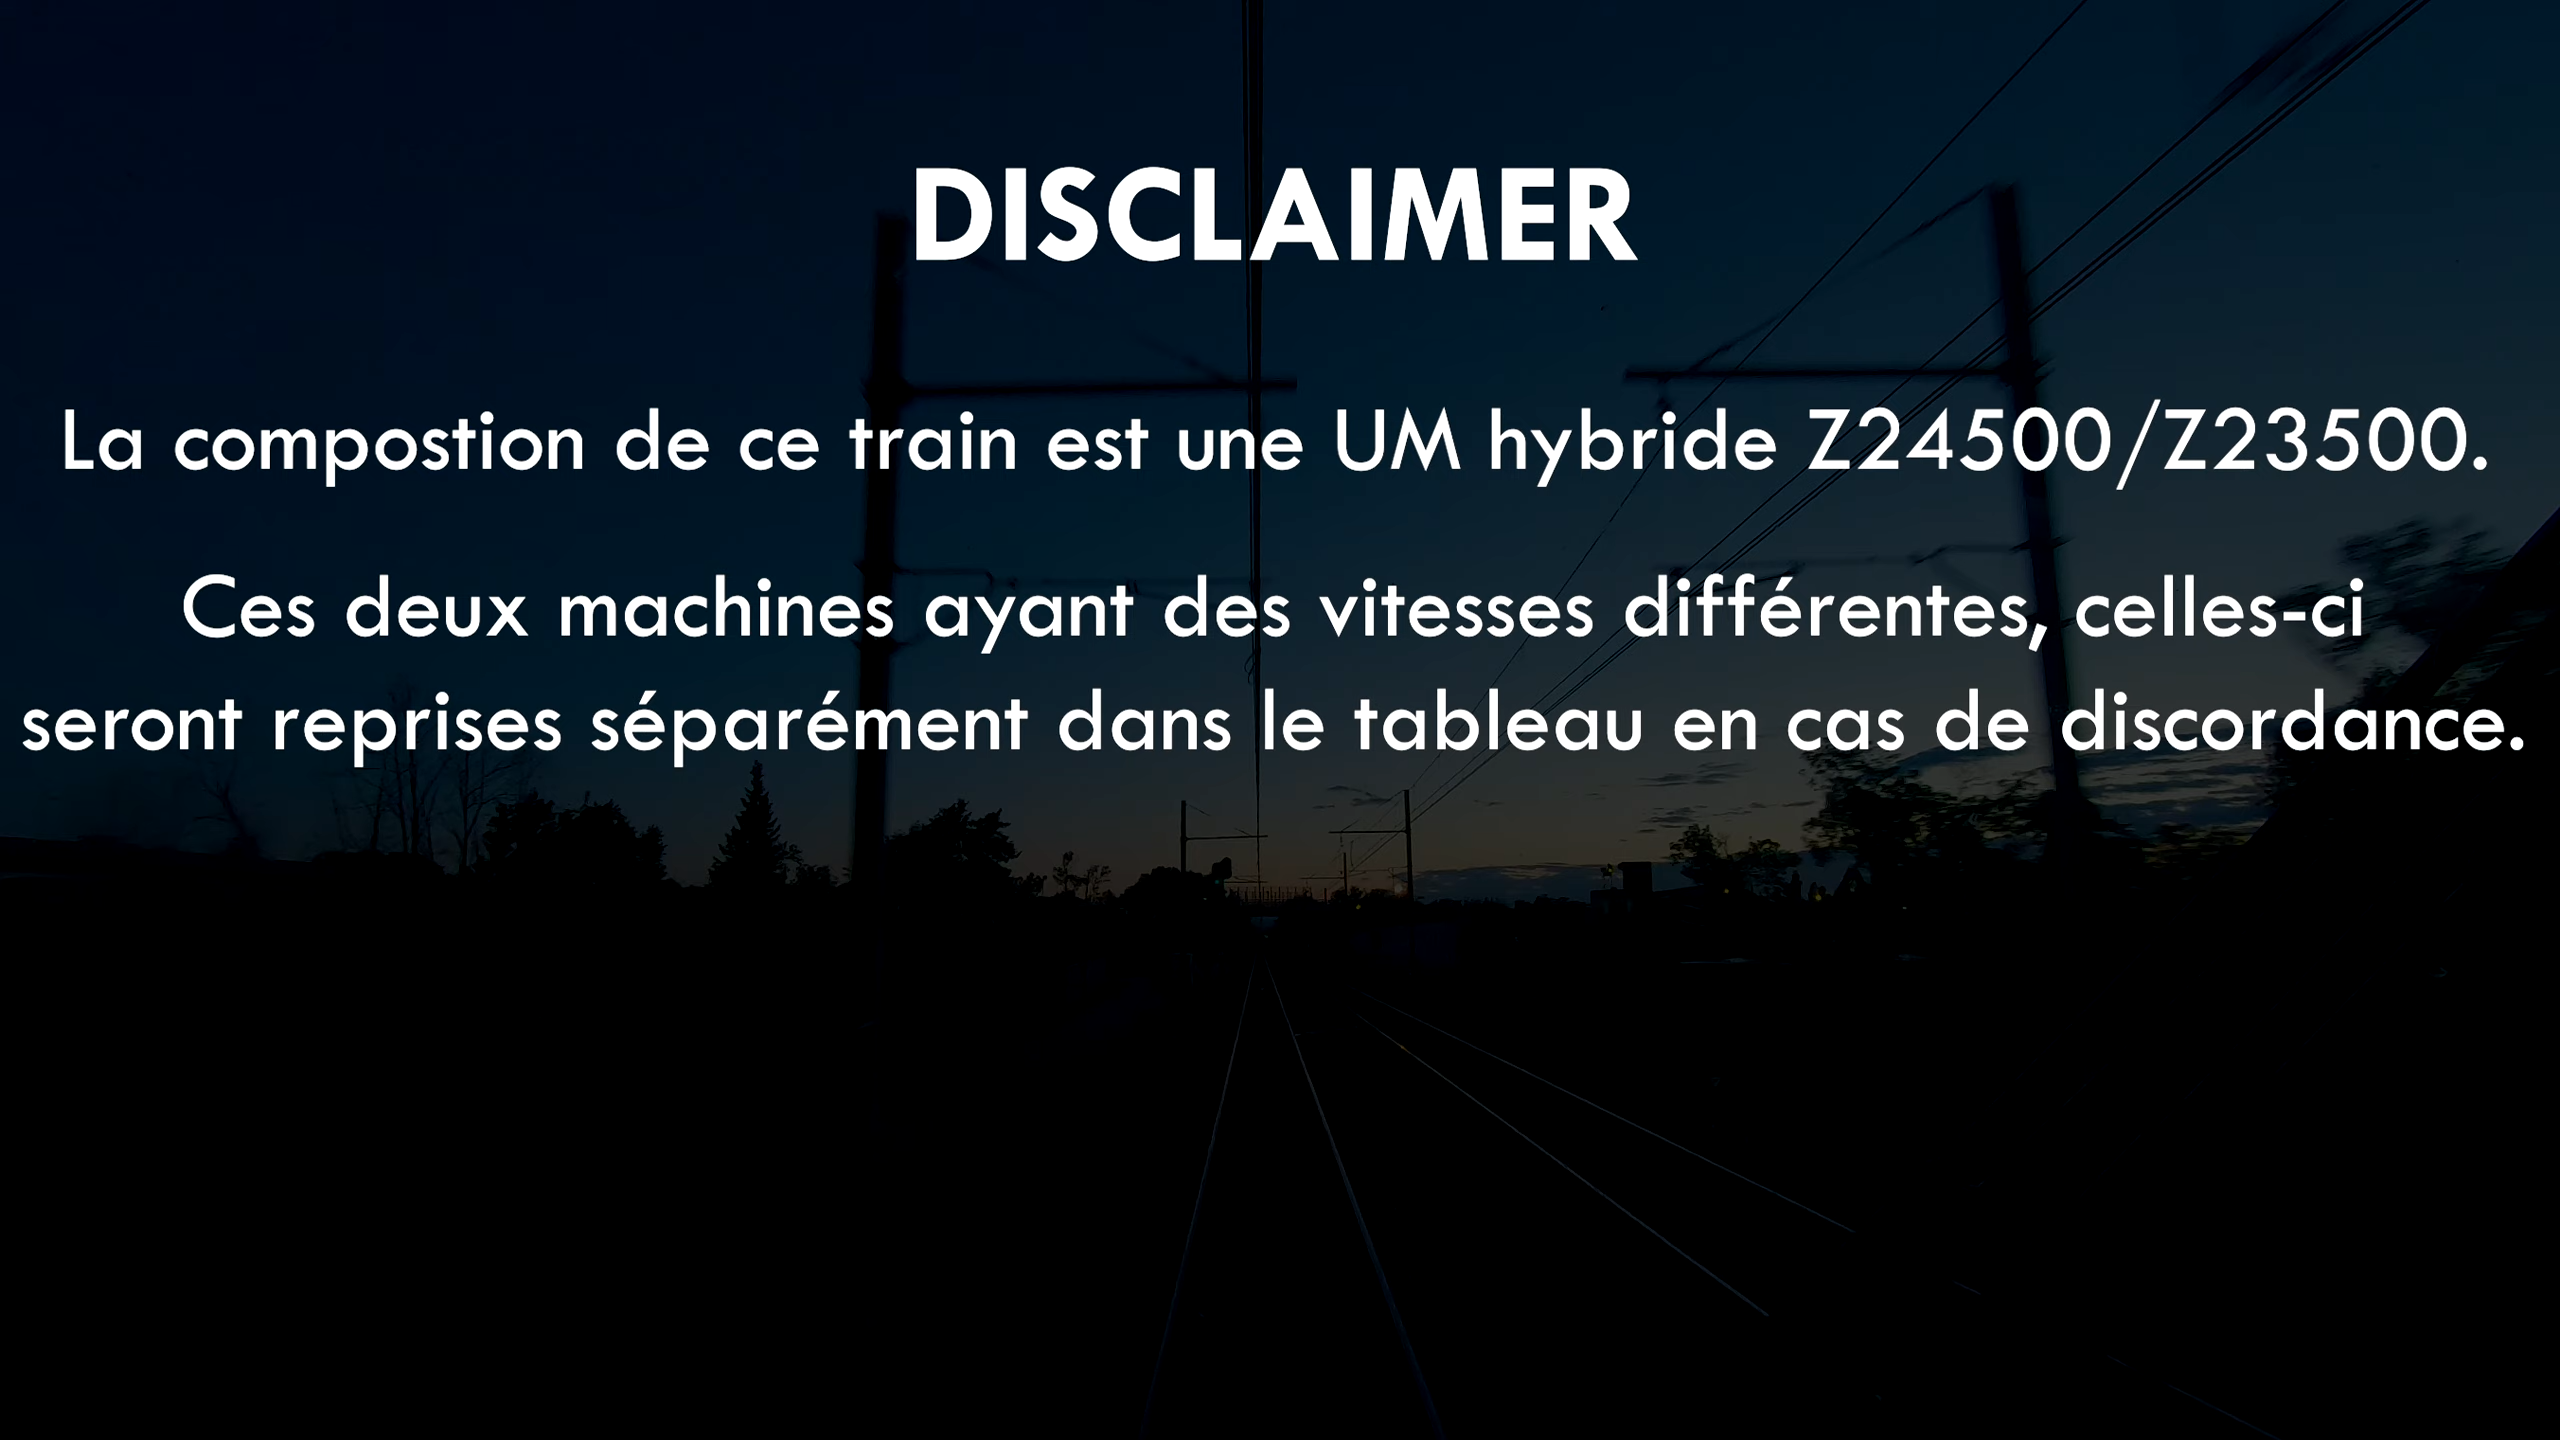 DISCLAIMER
La compostion de ce train est une UM hybride Z24500/Z23500.
Ces deux machines ayant des vitesses différentes, celles-ci
seront reprises séparément dans le tableau en cas de discordance.